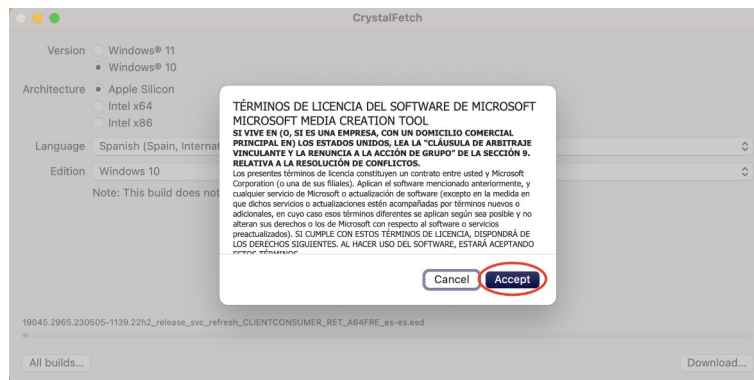 CrystalFetch
Version
Windows® 11
Windows® 10
Architecture
Apple Silicon
Intel x64
Intel x86
Language
Spanish (Spain, Internat
Edition
Windows 10
Note: This build does not
TÉRMINOS DE LICENCIA DEL SOFTWARE DE MICROSOFT
MICROSOFT MEDIA CREATION TOOL
SI VIVE EN (O, SI ES UNA EMPRESA, CON UN DOMICILIO COMERCIAL
PRINCIPAL EN) LOS ESTADOS UNIDOS, LEA LA "CLÁUSULA DE ARBITRAJE
VINCULANTE Y LA RENUNCIA A LA ACCIÓN DE GRUPO" DE LA SECCIÓN 9.
RELATIVA A LA RESOLUCIÓN DE CONFLICTOS.
Los presentes términos de licencia constituyen un contrato entre usted y Microsoft
Corporation (o una de sus filiales). Aplican el software mencionado anteriormente, y
cualquier servicio de Microsoft o actualización de software (excepto en la medida en
que dichos servicios o actualizaciones estén acompañadas por términos nuevos o
adicionales, en cuyo caso esos términos diferentes se aplican según sea posible y no
alteran sus derechos o los de Microsoft con respecto al software o servicios
preactualizados). SI CUMPLE CON ESTOS TÉRMINOS DE LICENCIA, DISPONDRÁ DE
LOS DERECHOS SIGUIENTES. AL HACER USO DEL SOFTWARE, ESTARÁ ACEPTANDO
ESTOS TÉRMINOS
Cancel
Accept
19045.2965.230505-1139.22h2_release_svc_refresh_CLIENTCONSUMER_RET_A64FRE_es-es.esd
All builds...
Download...